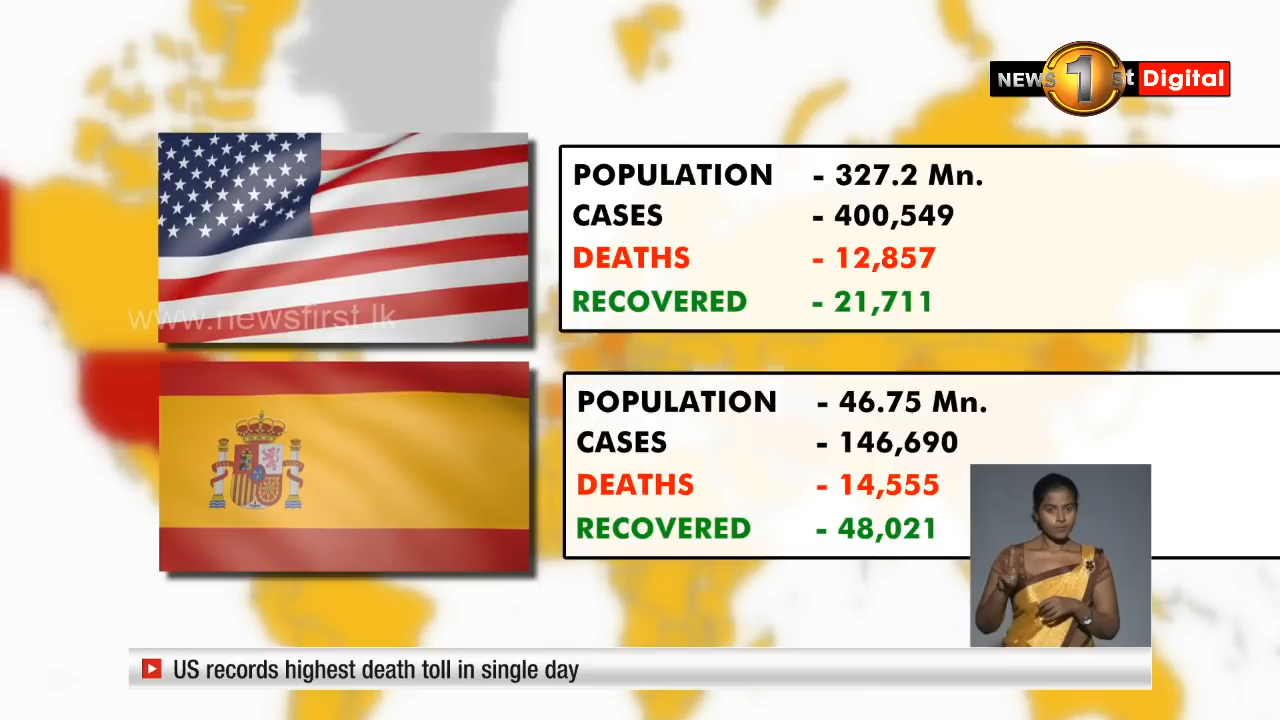 NEWS 1st Digital
POPULATION - 327.2 Mn.
CASES - 400,549
DEATHS - 12,857
RECOVERED - 21,711
www.newsfirst.lk
POPULATION - 46.75 Mn.
CASES - 146,690
DEATHS - 14,555
RECOVERED - 48,021
US records highest death toll in single day